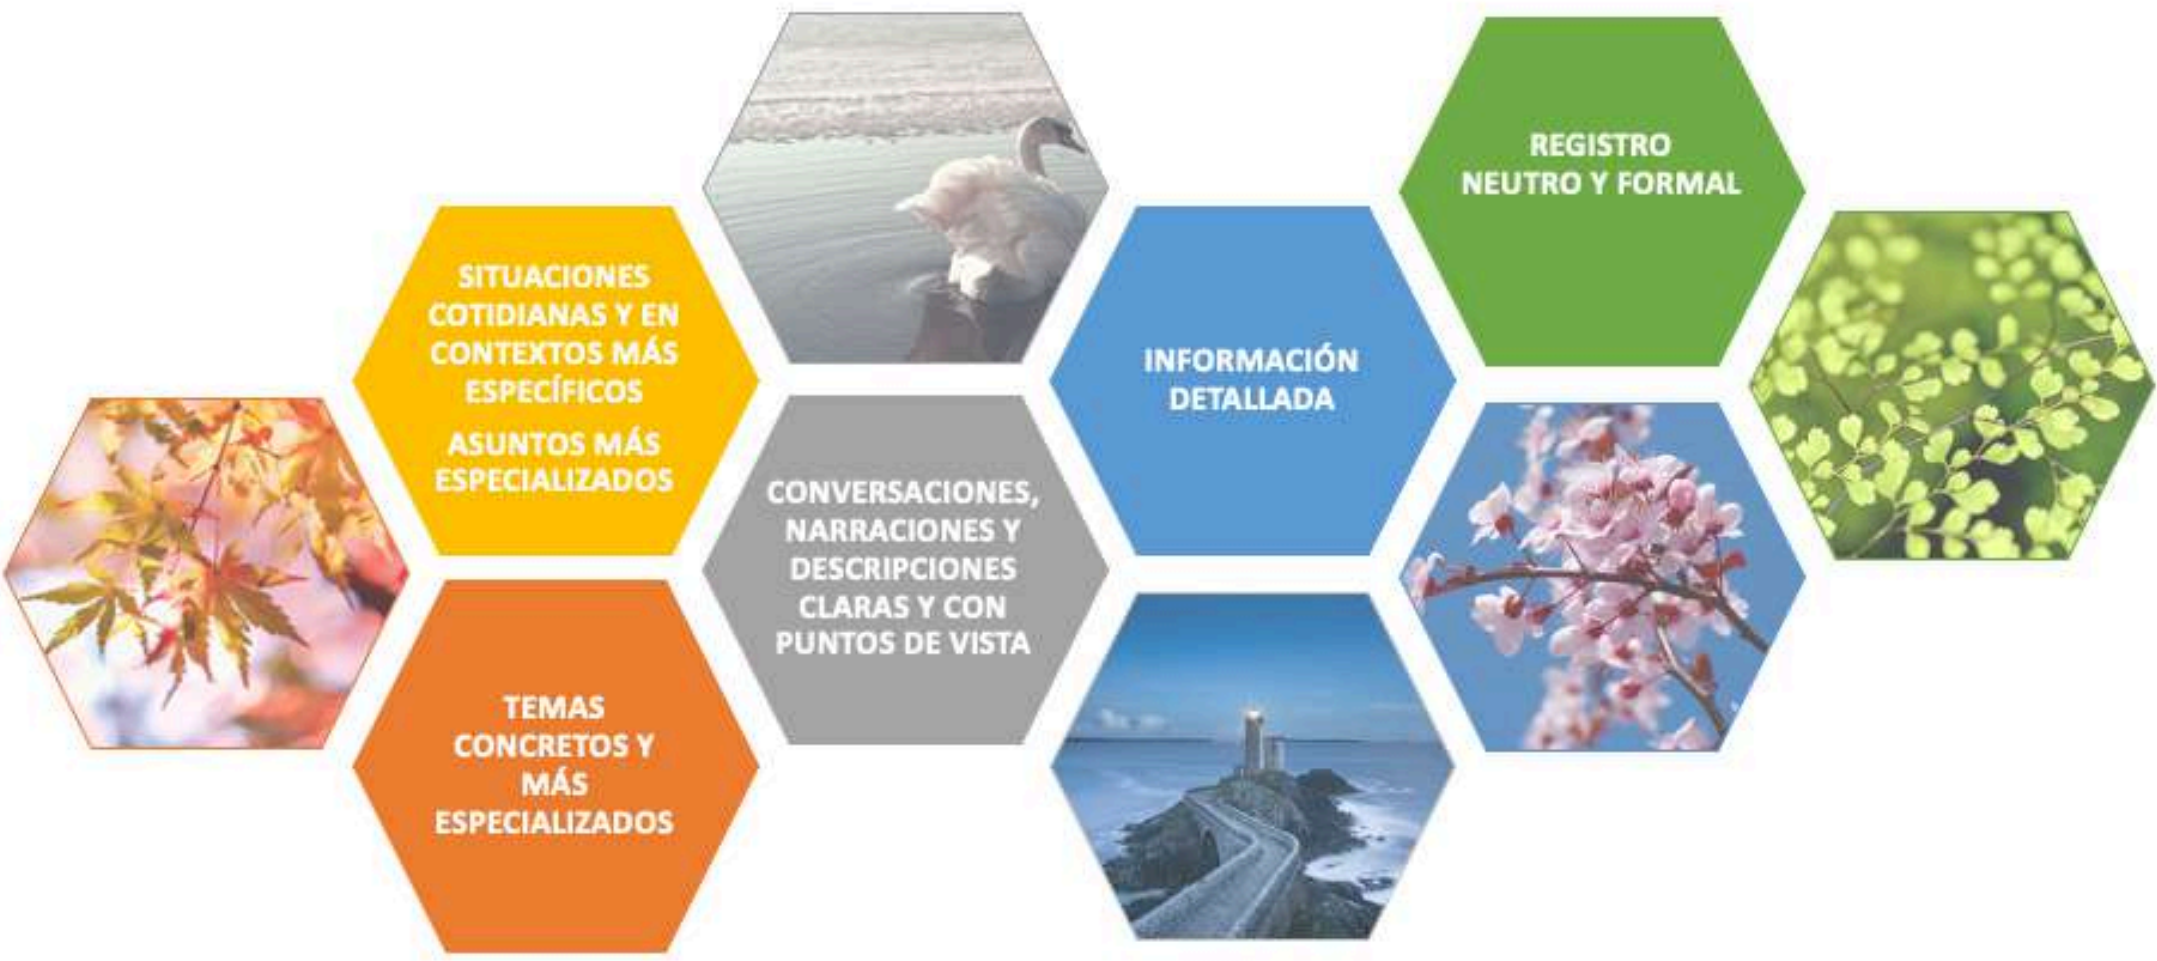 SITUACIONES
COTIDIANAS Y EN
CONTEXTOS MÁS
ESPECÍFICOS
ASUNTOS MÁS
ESPECIALIZADOS
TEMAS
CONCRETOS Y
MÁS
ESPECIALIZADOS
CONVERSACIONES,
NARRACIONES Y
DESCRIPCIONES
CLARAS Y CON
PUNTOS DE VISTA
INFORMACIÓN
DETALLADA
REGISTRO
NEUTRO Y FORMAL